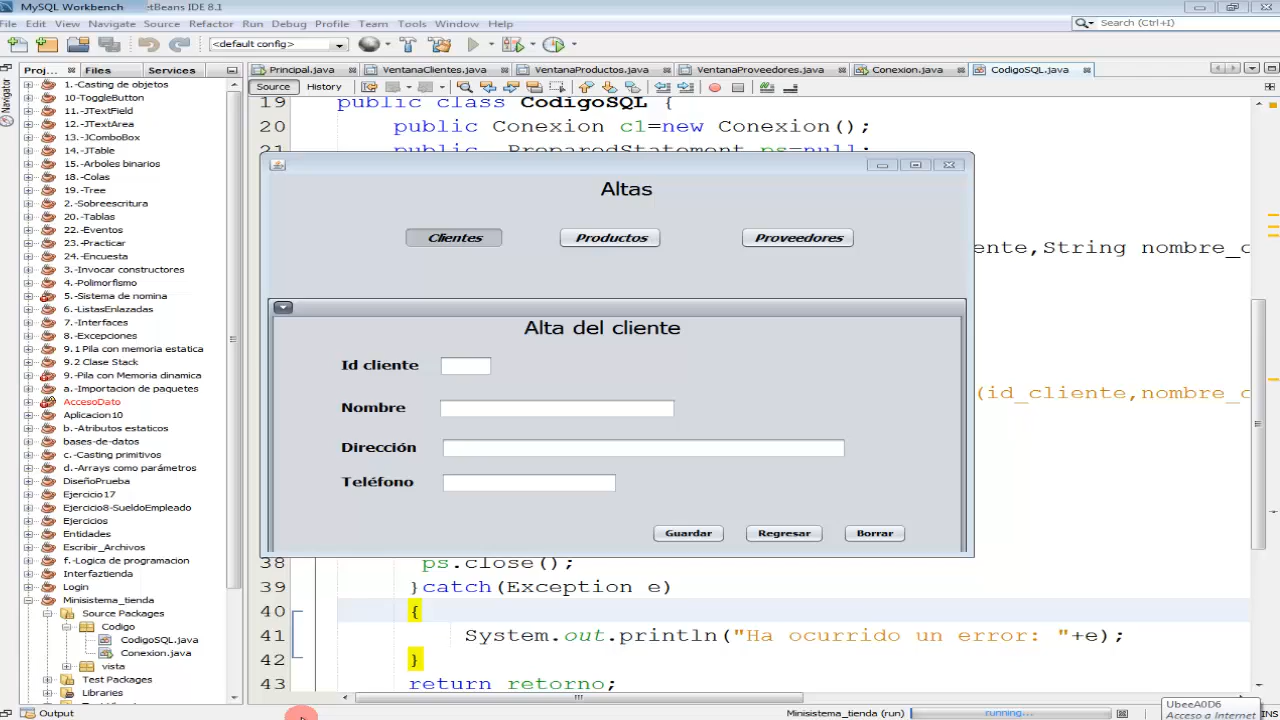 MySQL Workbench etBeans IDE 8.1
File Edit View Navigate Source Refactor Run Debug Profile Team Tools Window Help
Search (Ctrl+I)
<default config>
Proj... Files Services
Principal.java VentanaClientes.java VentanaProductos.java VentanaProveedores.java Conexion.java CodigoSQL.java
Navigator
Source History
1.-Casting de objetos
10-ToggleButton
11.-JTextField
12.-JTextArea
13.-JComboBox
14.-JTable
15.-Arboles binarios
18.-Colas
19.-Tree
2.-Sobreescritura
20.-Tablas
22.-Eventos
23.-Practicar
24.-Encuesta
3.-Invocar constructores
4.-Polimorfismo
5.-Sistema de nomina
6.-ListasEnlazadas
7.-Interfaces
8.-Excepciones
9.1 Pila con memoria estatica
9.2 Clase Stack
9.-Pila con Memoria dinamica
a.-Importacion de paquetes
AccesoDato
Aplicacion10
b.-Atributos estaticos
bases-de-datos
c.-Casting primitivos
d.-Arrays como parámetros
DiseñoPrueba
Ejercicio17
Ejercicio8-SueldoEmpleado
Ejercicios
Entidades
Escribir_Archivos
f.-Logica de programacion
Interfaztienda
Login
Minisistema_tienda
Source Packages
Codigo
CodigoSQL.java
Conexion.java
vista
Test Packages
Libraries
19 public class CodigoSQL {
20 public Conexion c1=new Conexion();
21 public PreparedStatement ps=null;
ente,String nombre_c
(id_cliente,nombre_c
Altas
Clientes Productos Proveedores
Alta del cliente
Id cliente
Nombre
Dirección
Teléfono
Guardar Regresar Borrar
38 ps.close();
39 }catch(Exception e)
40 {
41 System.out.println("Ha ocurrido un error: "+e);
42 }
43 return retorno;
Output
Minisistema_tienda (run) running...
INS
UbeeA0D6
Acceso a Internet